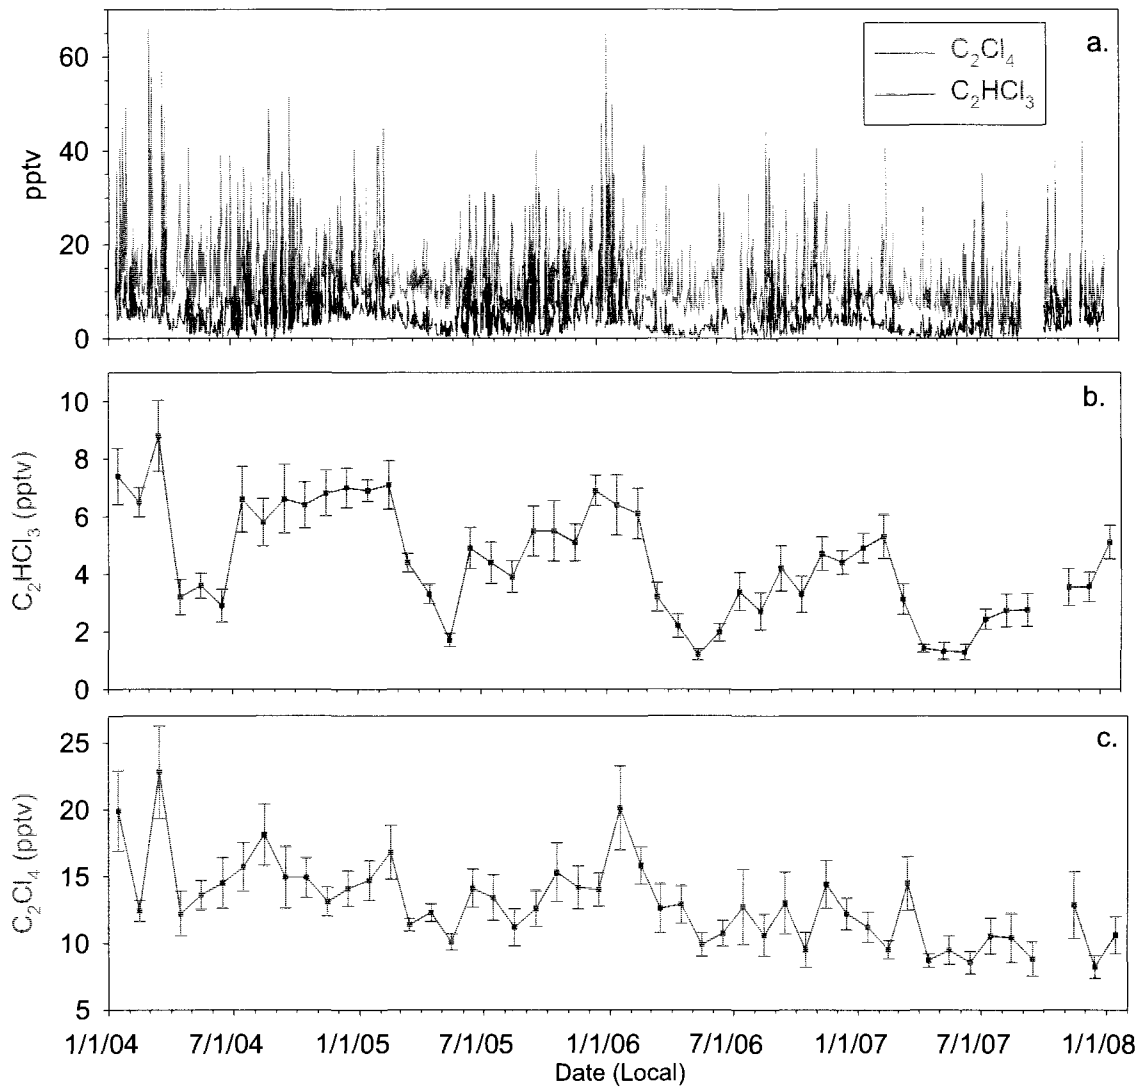 a.
60
40
20
0
pptv
C₂Cl₄
C₂HCl₃
b.
10
8
6
4
2
0
C₂HCl₃ (pptv)
c.
25
20
15
10
5
C₂Cl₄ (pptv)
1/1/04 7/1/04 1/1/05 7/1/05 1/1/06 7/1/06 1/1/07 7/1/07 1/1/08
Date (Local)